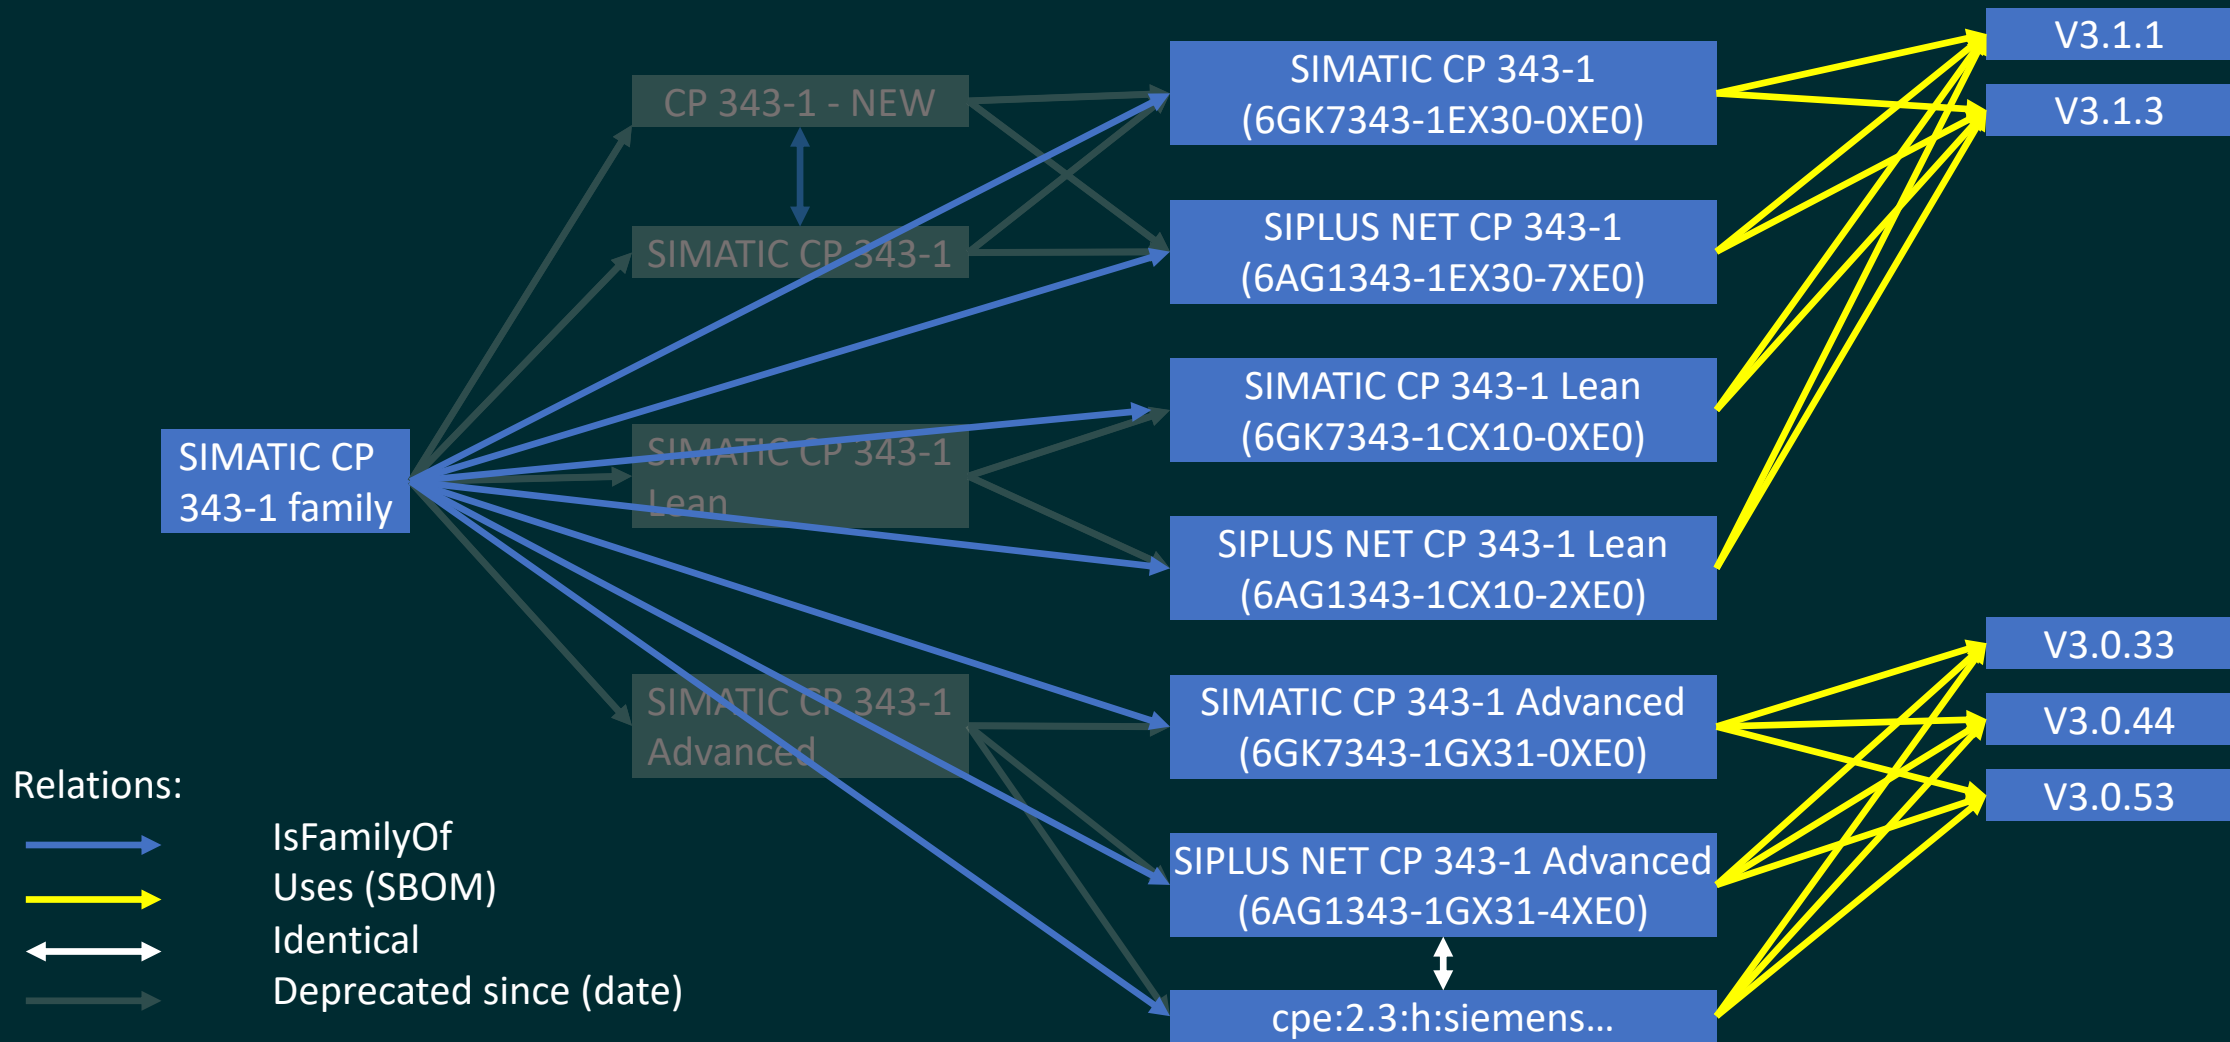 SIMATIC CP
343-1 family
CP 343-1 - NEW
SIMATIC CP 343-1
SIMATIC CP 343-1
Lean
SIMATIC CP 343-1
Advanced
SIMATIC CP 343-1
(6GK7343-1EX30-0XE0)
SIPLUS NET CP 343-1
(6AG1343-1EX30-7XE0)
SIMATIC CP 343-1 Lean
(6GK7343-1CX10-0XE0)
SIPLUS NET CP 343-1 Lean
(6AG1343-1CX10-2XE0)
SIMATIC CP 343-1 Advanced
(6GK7343-1GX31-0XE0)
SIPLUS NET CP 343-1 Advanced
(6AG1343-1GX31-4XE0)
cpe:2.3:h:siemens...
V3.1.1
V3.1.3
V3.0.33
V3.0.44
V3.0.53
Relations:
IsFamilyOf
Uses (SBOM)
Identical
Deprecated since (date)